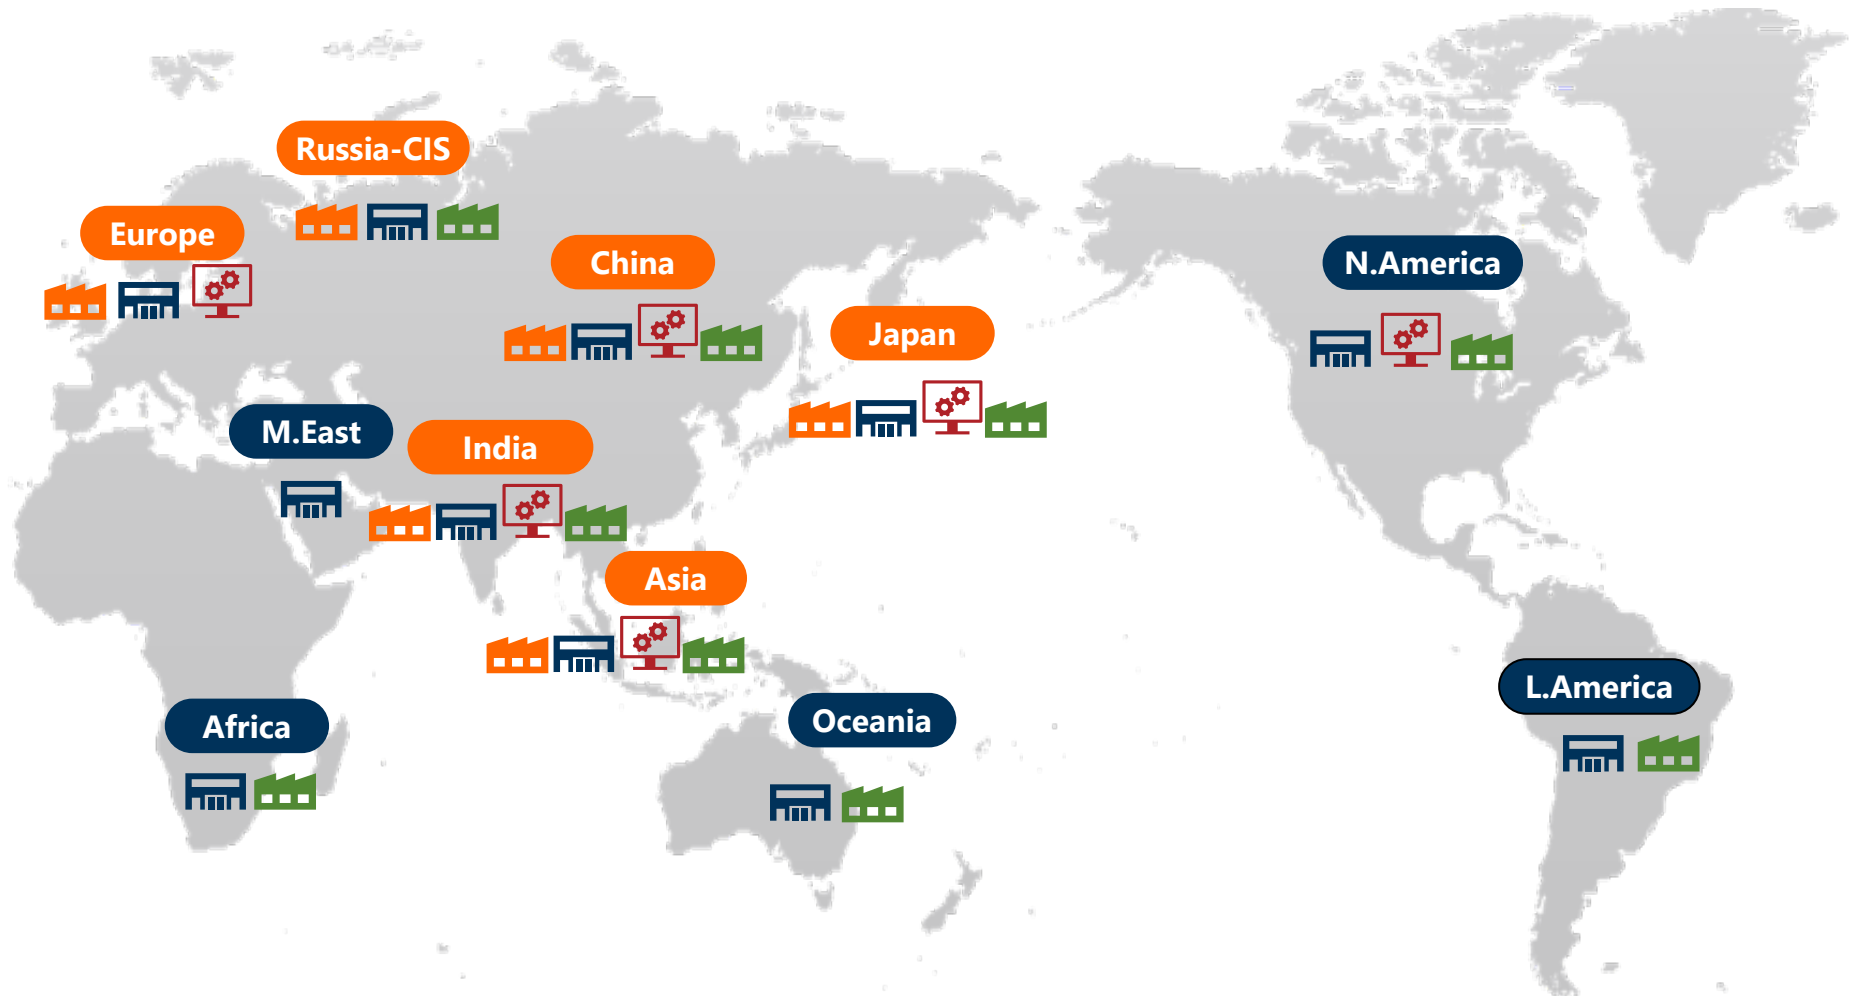 Russia-CIS
Europe
China
N.America
Japan
M.East
India
Asia
L.America
Africa
Oceania